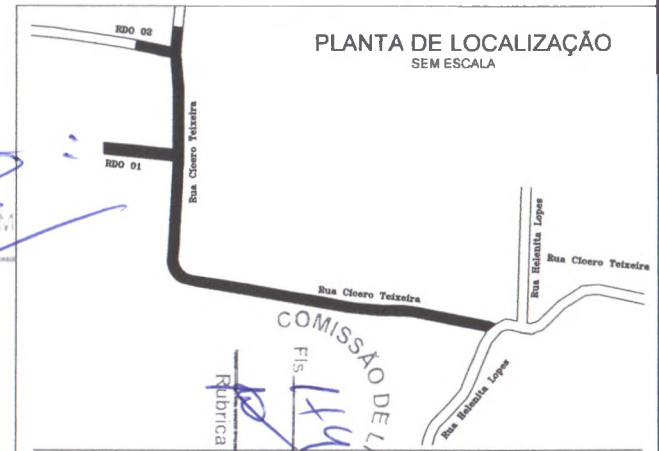 PLANTA DE LOCALIZAÇÃO
SEM ESCALA
RDO 02
RDO 01
Rua Cícero Teixeira
Rua Cícero Teixeira
Rua Helenita Lopes
Rua Cícero Teixeira
Rua Helenita Lopes
COMISSÃO DE
Fls
Rubrica